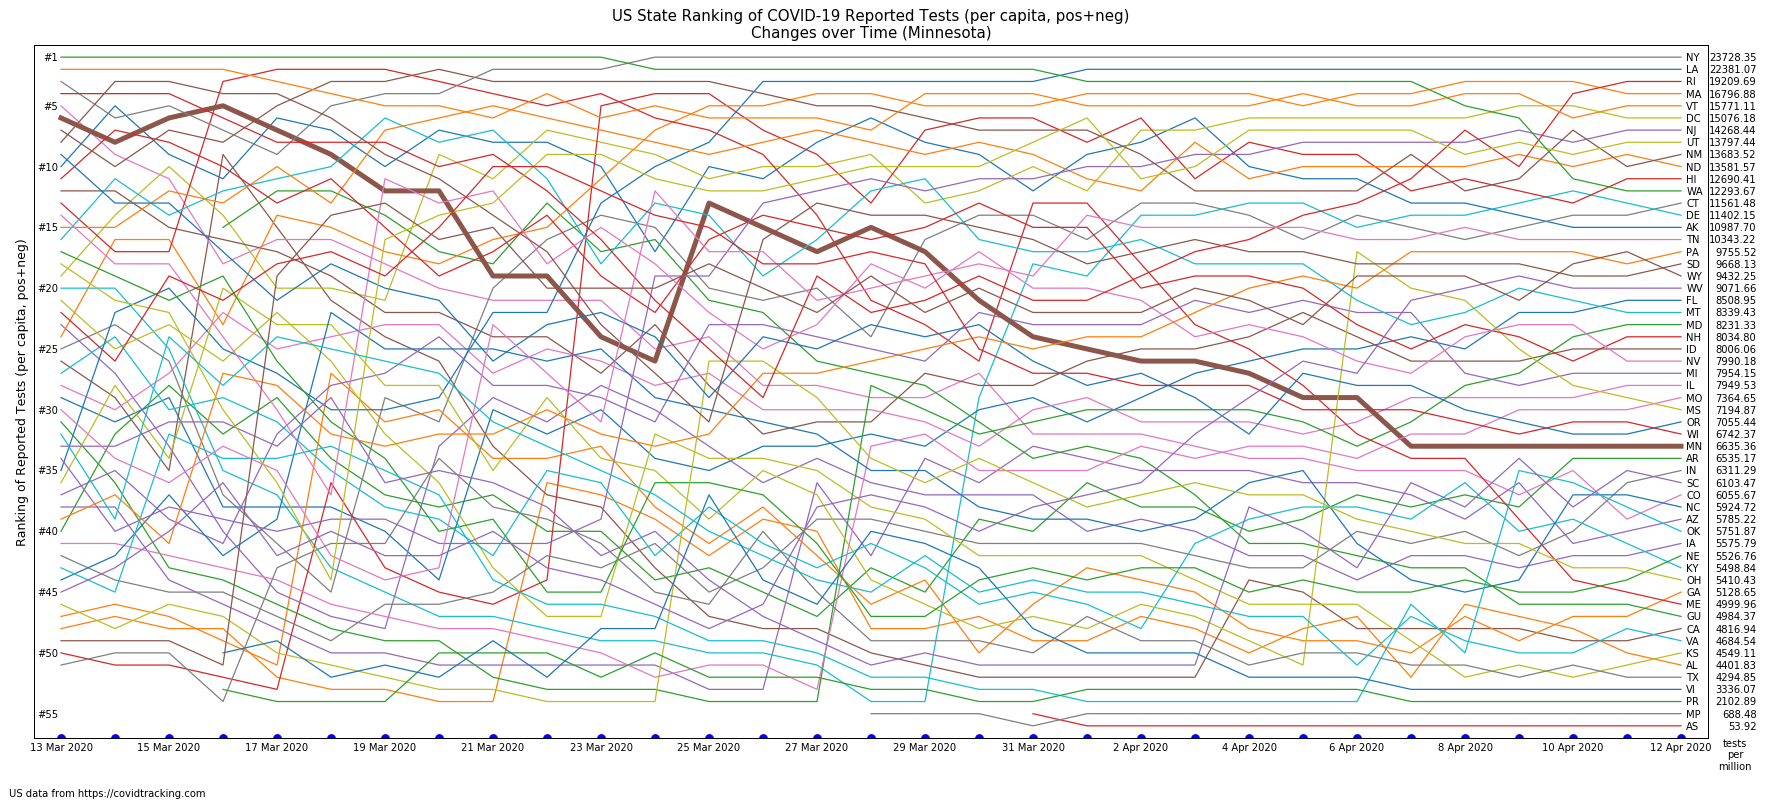 US State Ranking of COVID-19 Reported Tests (per capita, pos+neg)
Changes over Time (Minnesota)
Ranking of Reported Tests (per capita, pos+neg)
#1
#5
#10
#15
#20
#25
#30
#35
#40
#45
#50
#55
NY 23728.35
LA 22381.07
RI 19209.69
MA 16796.88
VT 15771.11
DC 15076.18
NJ 14268.44
UT 13797.44
NM 13683.52
ND 13581.57
HI 12690.47
WA 12293.67
CT 11561.48
DE 11402.15
AK 10987.70
TN 10343.22
PA 9755.52
SD 9668.13
WY 9432.25
WV 9071.66
FL 8508.95
MT 8339.43
MD 8231.33
NH 8034.80
ID 8006.06
NV 7990.18
MI 7954.15
IL 7949.53
MO 7364.65
MS 7194.87
OR 7055.44
WI 6742.37
MN 6635.36
AR 6535.17
IN 6311.29
SC 6103.47
CO 6055.67
NC 5924.72
AZ 5785.22
OK 5751.87
IA 5575.79
NE 5526.76
KY 5498.84
OH 5410.43
GA 5128.65
ME 4999.96
GU 4984.37
CA 4816.94
VA 4684.54
KS 4549.11
AL 4401.83
TX 4294.85
VI 3336.07
PR 2102.89
MP 688.48
AS 53.92
13 Mar 2020
15 Mar 2020
17 Mar 2020
19 Mar 2020
21 Mar 2020
23 Mar 2020
25 Mar 2020
27 Mar 2020
29 Mar 2020
31 Mar 2020
2 Apr 2020
4 Apr 2020
6 Apr 2020
8 Apr 2020
10 Apr 2020
12 Apr 2020
tests
per
million
US data from https://covidtracking.com